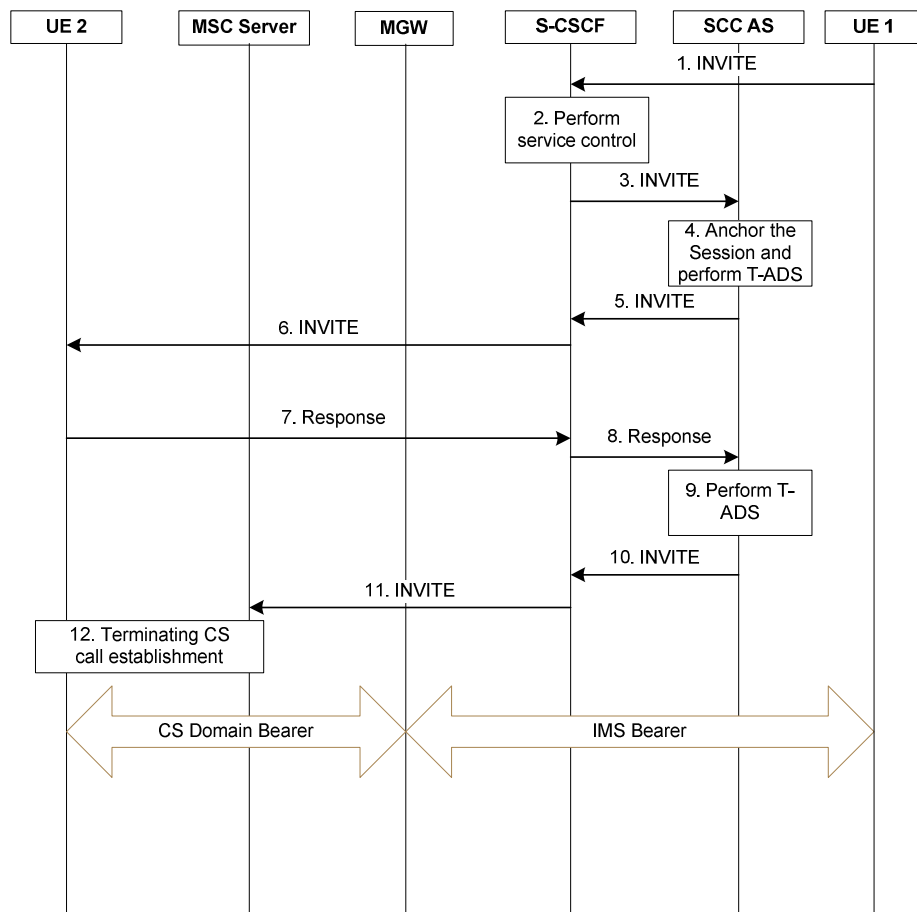 UE 2
MSC Server
MGW
S-CSCF
SCC AS
UE 1
1. INVITE
2. Perform
service control
3. INVITE
4. Anchor the
Session and
perform T-ADS
5. INVITE
6. INVITE
7. Response
8. Response
9. Perform T-
ADS
10. INVITE
11. INVITE
12. Terminating CS
call establishment
CS Domain Bearer
IMS Bearer